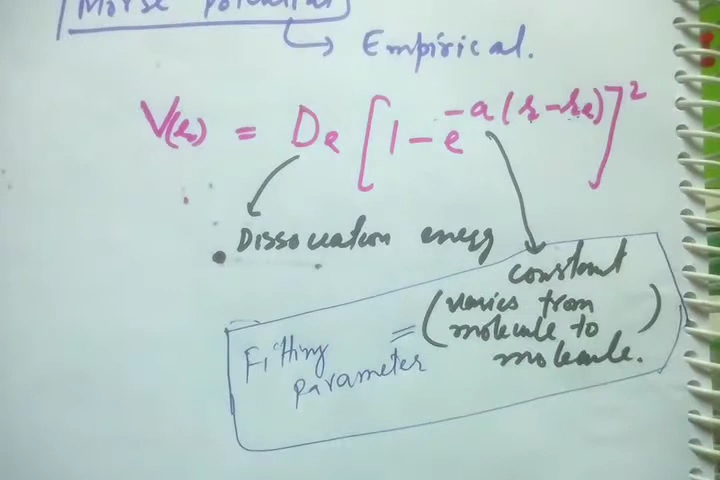 Morse Potential
Empirical.
V(r) = De [1-e^-a(r-re)]^2
Dissociation energy
constant
(varies from
molecule to
molecule.)
Fitting =
parameter